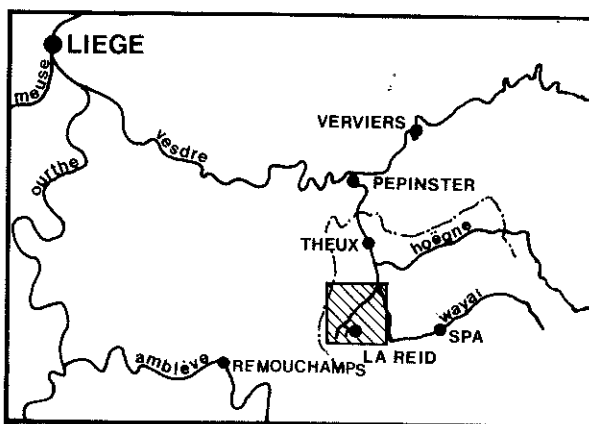 LIEGE
meuse
ourthe
vesdre
VERVIERS
PEPINSTER
THEUX
hoëgne
wayai
SPA
LA REID
amblève
REMOUCHAMPS